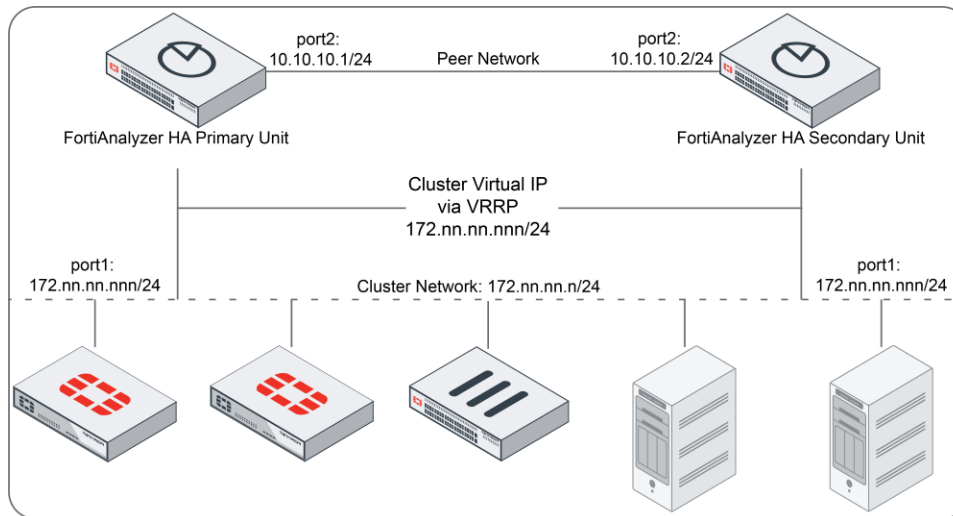 port2:
10.10.10.1/24
Peer Network
port2:
10.10.10.2/24
FortiAnalyzer HA Primary Unit
FortiAnalyzer HA Secondary Unit
Cluster Virtual IP
via VRRP
172.nn.nn.nnn/24
port1:
172.nn.nn.nnn/24
Cluster Network: 172.nn.nn.n/24
port1:
172.nn.nn.nnn/24